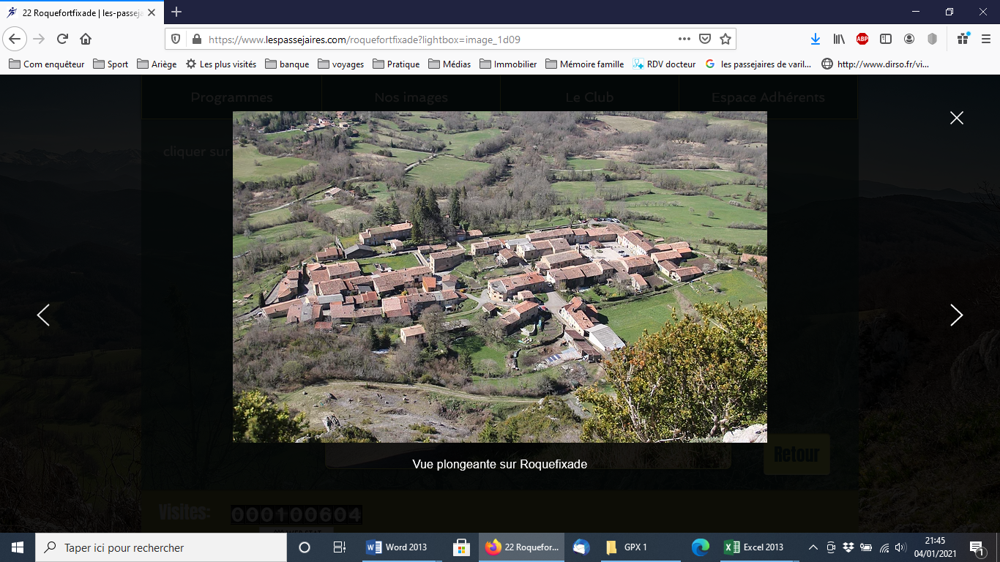 22 Roquefortfixade | les-passeja
https://www.lespassejaires.com/roquefortfixade?lightbox=image_1d09
ABP
Com enquêteur
Sport
Ariège
Les plus visités
banque
voyages
Pratique
Médias
Immobilier
Mémoire famille
RDV docteur
les passejaires de varil...
http://www.dirso.fr/vi...
Programmes
Nos images
Le Club
Espace Adhérents
cliquer sur
Vue plongeante sur Roquefixade
Retour
Visites:
000100604
Taper ici pour rechercher
Word 2013
22 Roquefor...
GPX 1
Excel 2013
21:45
04/01/2021
1